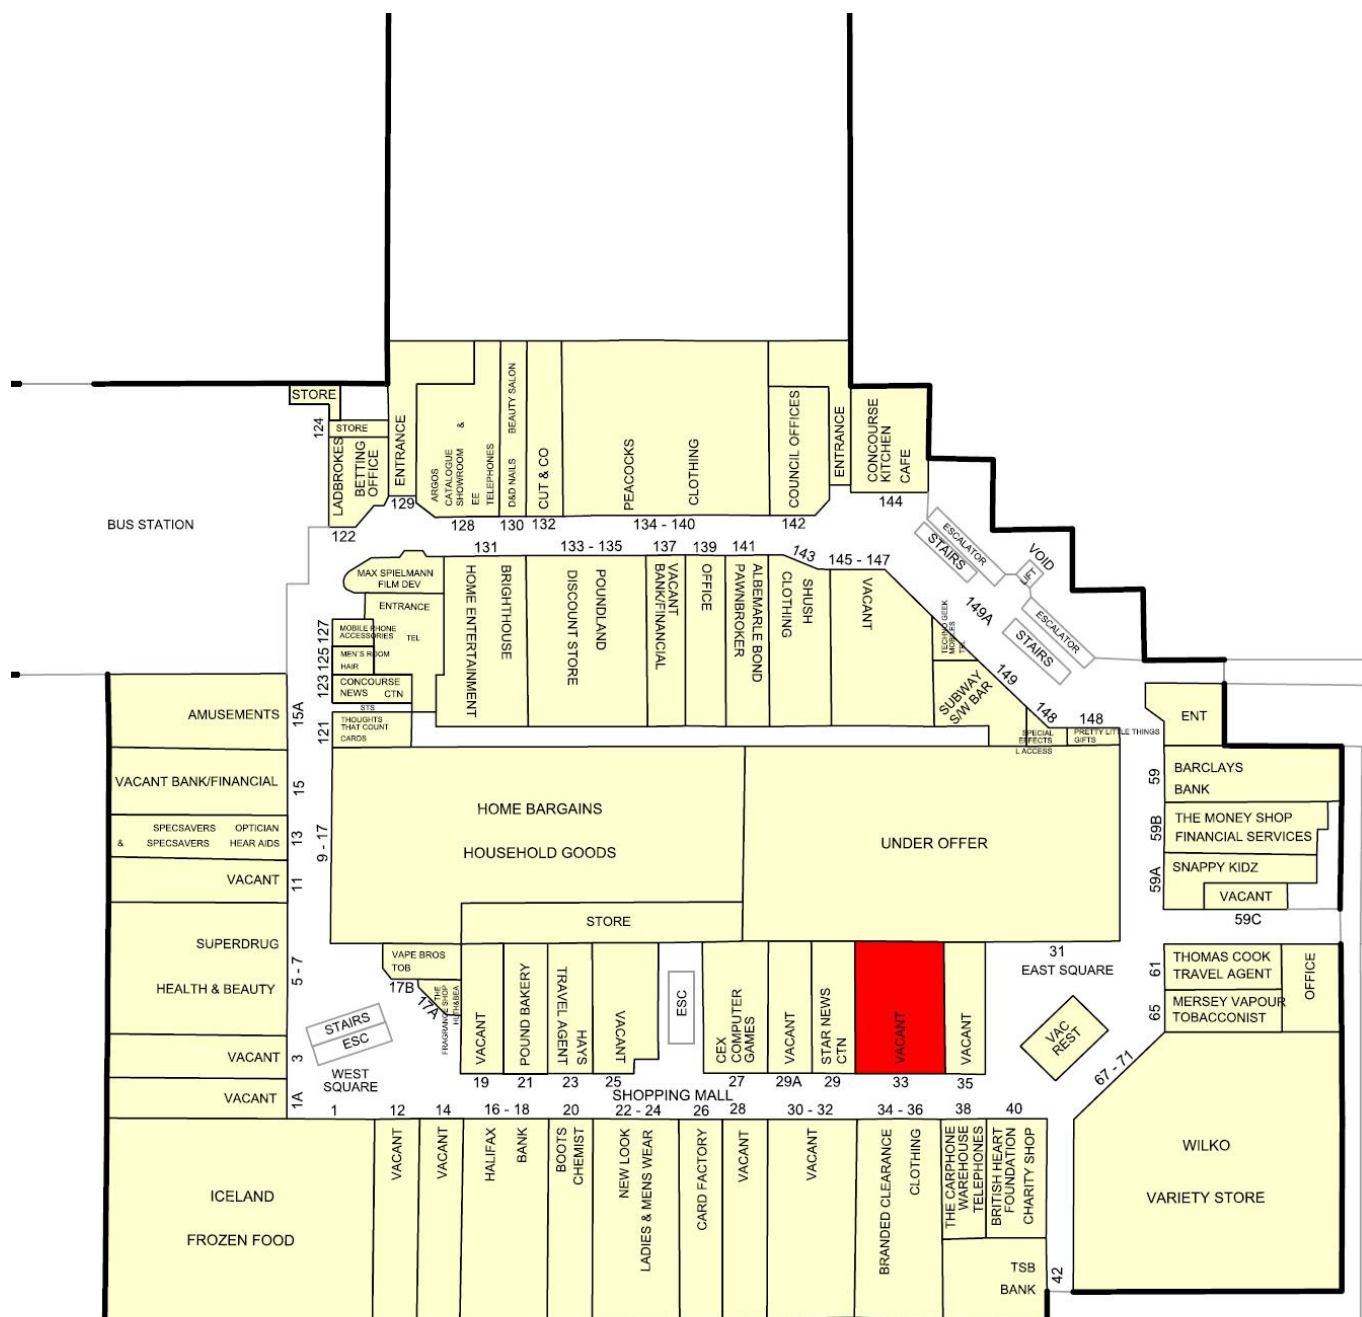 STORE
124
STORE
LADBROKES
BETTING
OFFICE
122
ENTRANCE
129
ARGOS
CATALOGUE
SHOWROOM &
EE
TELEPHONES
128
D&D NAILS BEAUTY SALON
130
CUT & CO
132
PEACOCKS
CLOTHING
134 - 140
COUNCIL OFFICES
142
ENTRANCE
CONCOURSE
KITCHEN
CAFE
144
BUS STATION
ESCALATOR
STAIRS
VOID
LIFT
ESCALATOR
STAIRS
MAX SPIELMANN
FILM DEV
ENTRANCE
127
MOBILE PHONE
ACCESSORIES TEL
125
MEN'S ROOM
HAIR
123
CONCOURSE
NEWS CTN
STS
121
THOUGHTS
THAT COUNT
CARDS
131
BRIGHTHOUSE
HOME ENTERTAINMENT
133 - 135
POUNDLAND
DISCOUNT STORE
137
VACANT
BANK/FINANCIAL
139
OFFICE
141
ALBEMARLE BOND
PAWNBROKER
143
SHUSH
CLOTHING
145 - 147
VACANT
149A
TECHNO GEEK
MOBILES
TEL
149
SUBWAY
S/W BAR
148
SPECIAL
EFFECTS
L ACCESS
148
PRETTY LITTLE THINGS
GIFTS
ENT
15A
AMUSEMENTS
15
VACANT BANK/FINANCIAL
13
SPECSAVERS OPTICIAN
& SPECSAVERS HEAR AIDS
11
VACANT
5 - 7
SUPERDRUG
HEALTH & BEAUTY
3
VACANT
1A
VACANT
9 - 17
HOME BARGAINS
HOUSEHOLD GOODS
STORE
UNDER OFFER
59
BARCLAYS
BANK
59B
THE MONEY SHOP
FINANCIAL SERVICES
59A
SNAPPY KIDZ
VACANT
59C
VAPE BROS
TOB
17B
17A
THE
FRAGRANCE SHOP
HLTH&BEA
VACANT
19
POUND BAKERY
21
HAYS
TRAVEL AGENT
23
VACANT
25
ESC
CEX
COMPUTER
GAMES
27
VACANT
29A
STAR NEWS
CTN
29
VACANT
33
VACANT
35
31
EAST SQUARE
VAC
REST
61
THOMAS COOK
TRAVEL AGENT
65
MERSEY VAPOUR
TOBACCONIST
OFFICE
67 - 71
WILKO
VARIETY STORE
STAIRS
ESC
WEST
SQUARE
SHOPPING MALL
1
ICELAND
FROZEN FOOD
12
VACANT
14
VACANT
16 - 18
HALIFAX
BANK
20
BOOTS
CHEMIST
22 - 24
NEW LOOK
LADIES & MENS WEAR
26
CARD FACTORY
28
VACANT
30 - 32
VACANT
34 - 36
BRANDED CLEARANCE
CLOTHING
38
THE CARPHONE
WAREHOUSE
TELEPHONES
40
BRITISH HEART
FOUNDATION
CHARITY SHOP
42
TSB
BANK